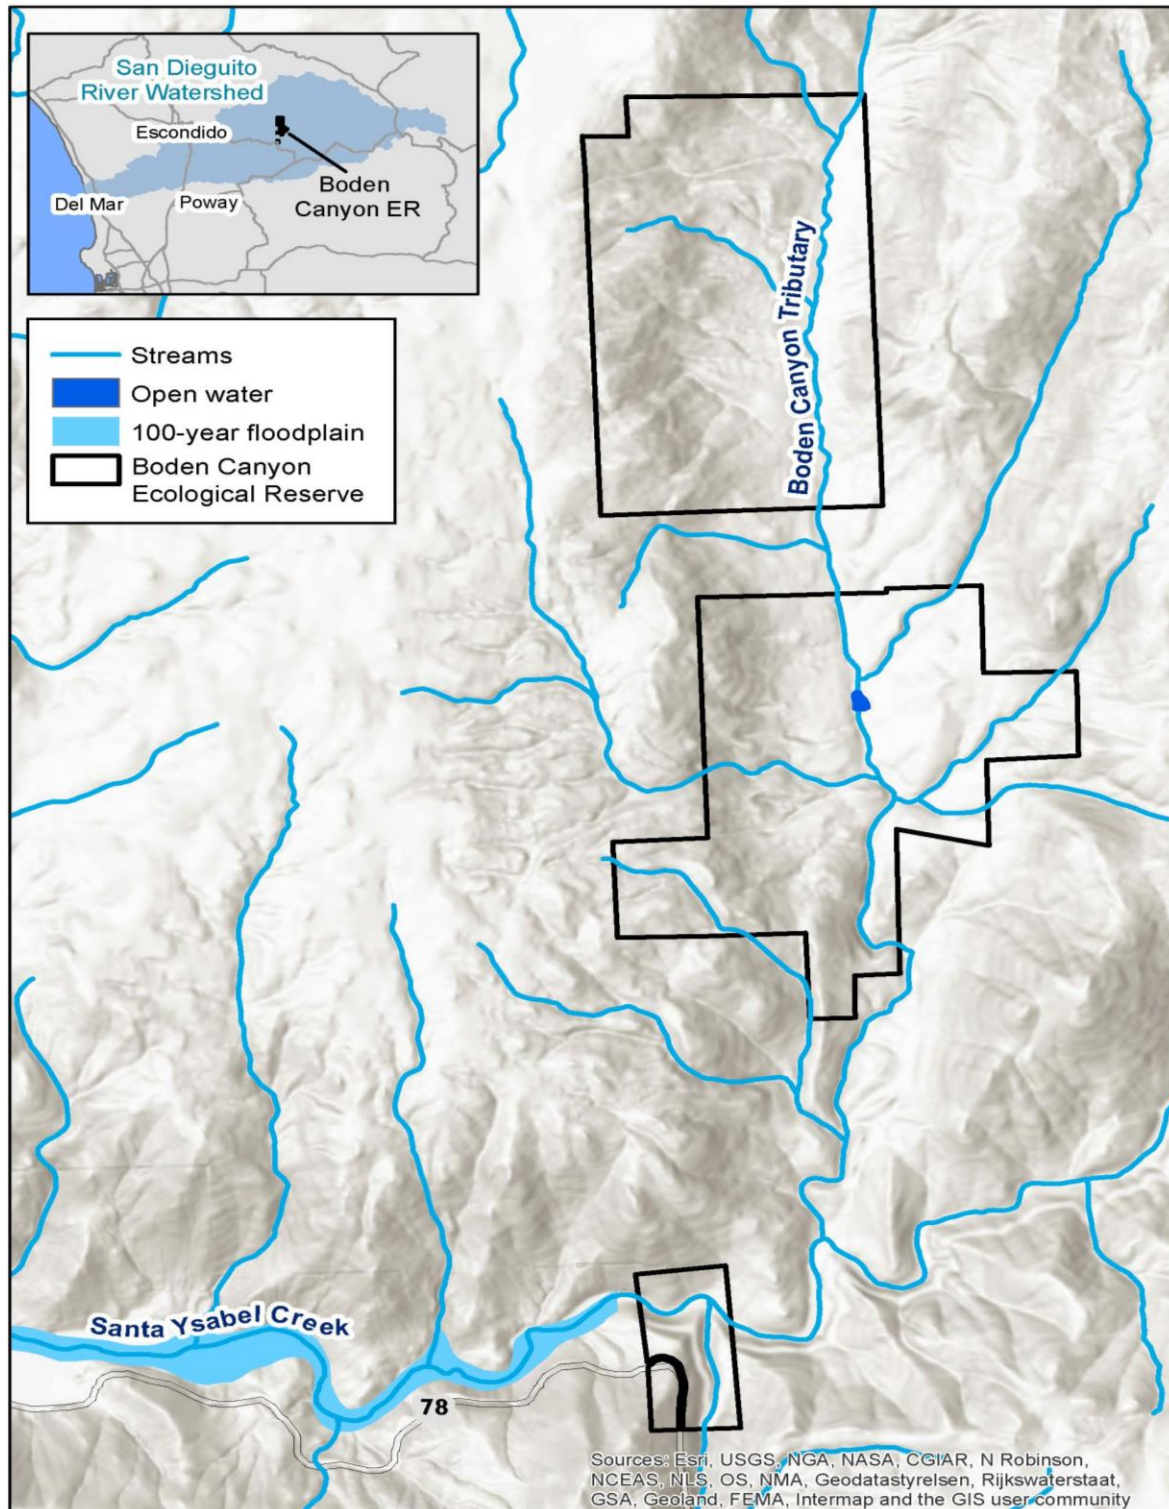 San Dieguito
River Watershed
Escondido
Boden
Canyon ER
Del Mar
Poway
Streams
Open water
100-year floodplain
Boden Canyon
Ecological Reserve
Boden Canyon Tributary
Santa Ysabel Creek
78
Sources: Esri, USGS, NGA, NASA, CGIAR, N Robinson,
NCEAS, NLS, OS, NMA, Geodatastyrelsen, Rijkswaterstaat,
GSA, Geoland, FEMA, Intermap and the GIS user community